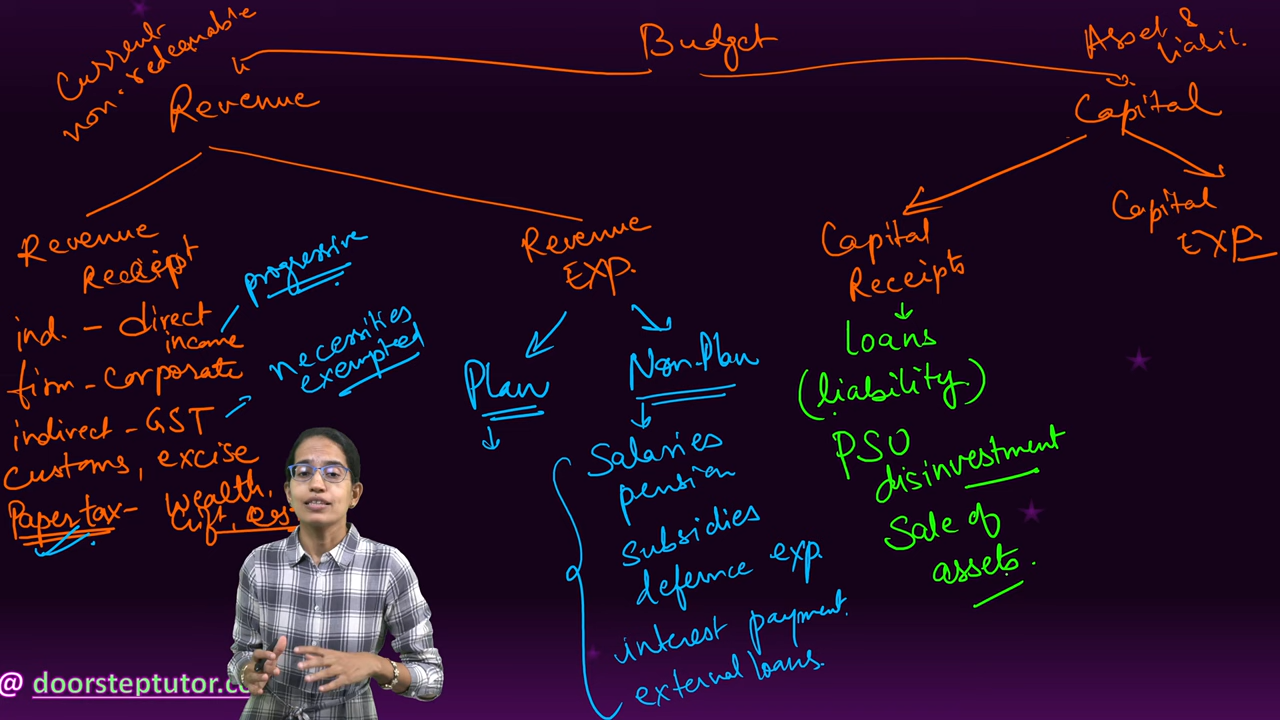 Budget
Current
non-redeemable
Revenue
Asset &
liabil.
Capital
Revenue
Receipt
ind. - direct
income
progressive
firm - corporate
indirect - GST
necessities
exempted
customs, excise
Paper tax - wealth,
Gift,
Revenue
EXP.
Plan
Non-Plan
Salaries
pension
Subsidies
defernce exp.
interest payment.
external loans.
Capital
Receipts
loans
(liability)
PSU
disinvestment
Sale of
assets.
Capital
EXP.
@ doorsteptutor.co